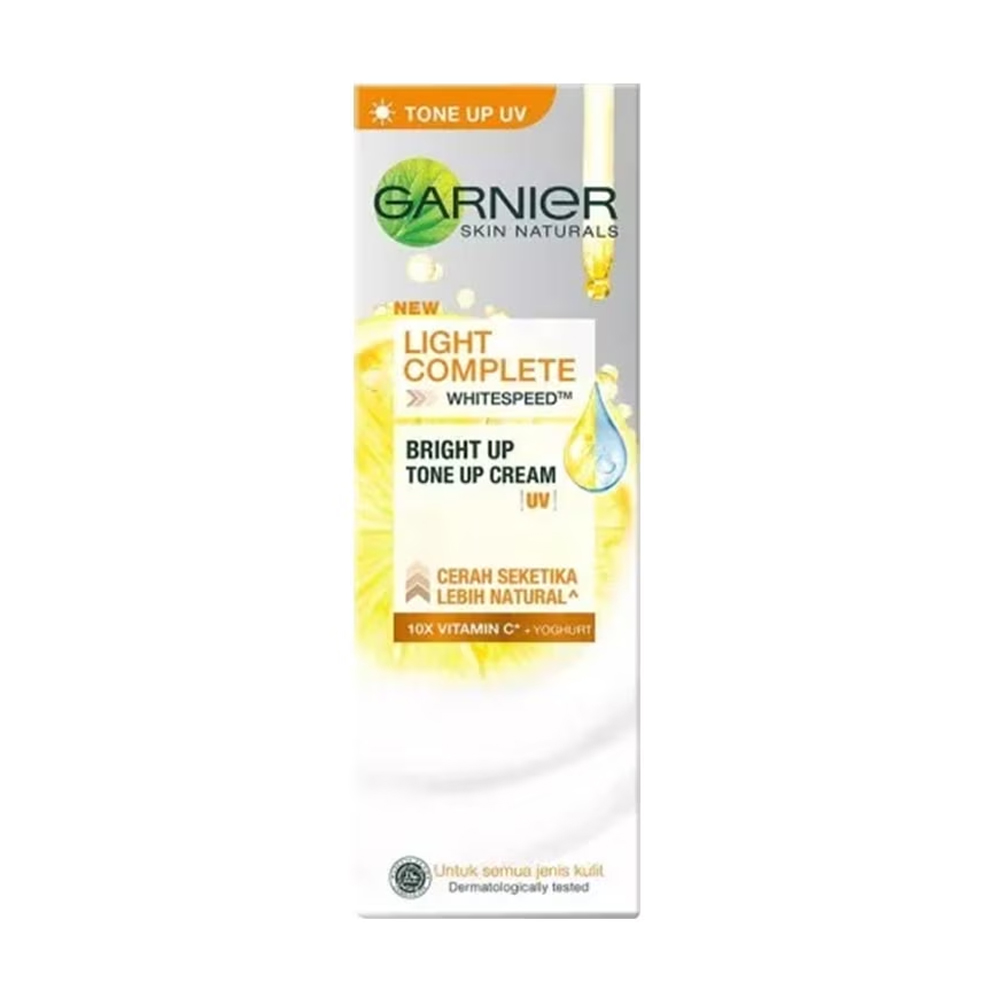 TONE UP UV
GARNIER
SKIN NATURALS
NEW
LIGHT
COMPLETE
WHITESPEED™
BRIGHT UP
TONE UP CREAM
UV
CERAH SEKETIKA
LEBIH NATURAL^
10X VITAMIN C* + YOGHURT
Untuk semua jenis kulit
Dermatologically tested